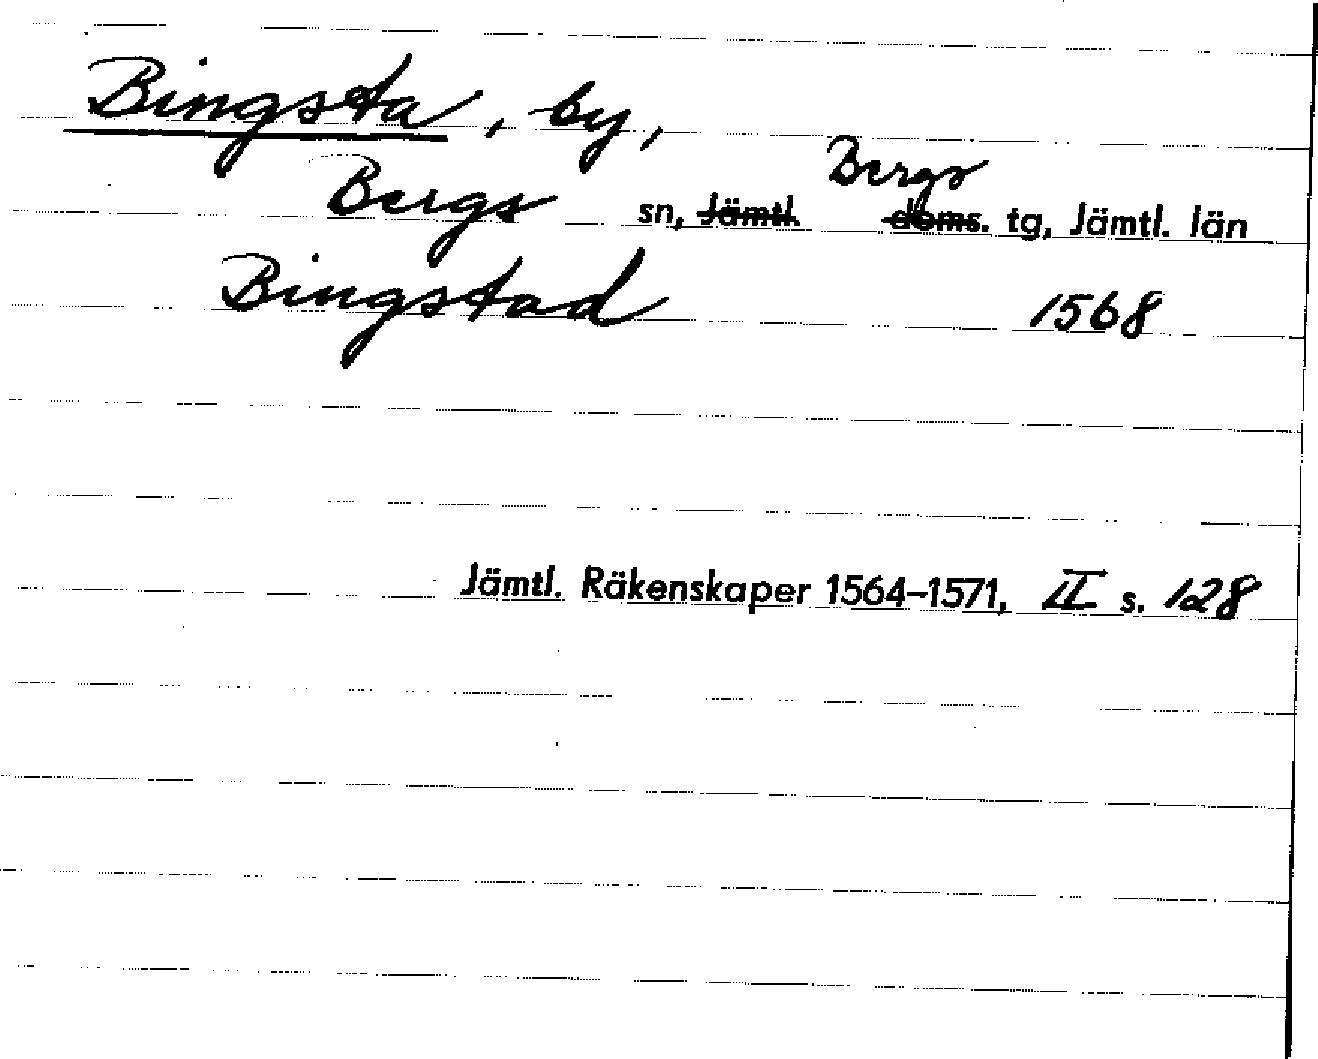 Bingsta, by,
Bergs sn, Jämtl. Bergs doms. tg, Jämtl. län
Bingstad 1568
Jämtl. Räkenskaper 1564–1571, II s. 128